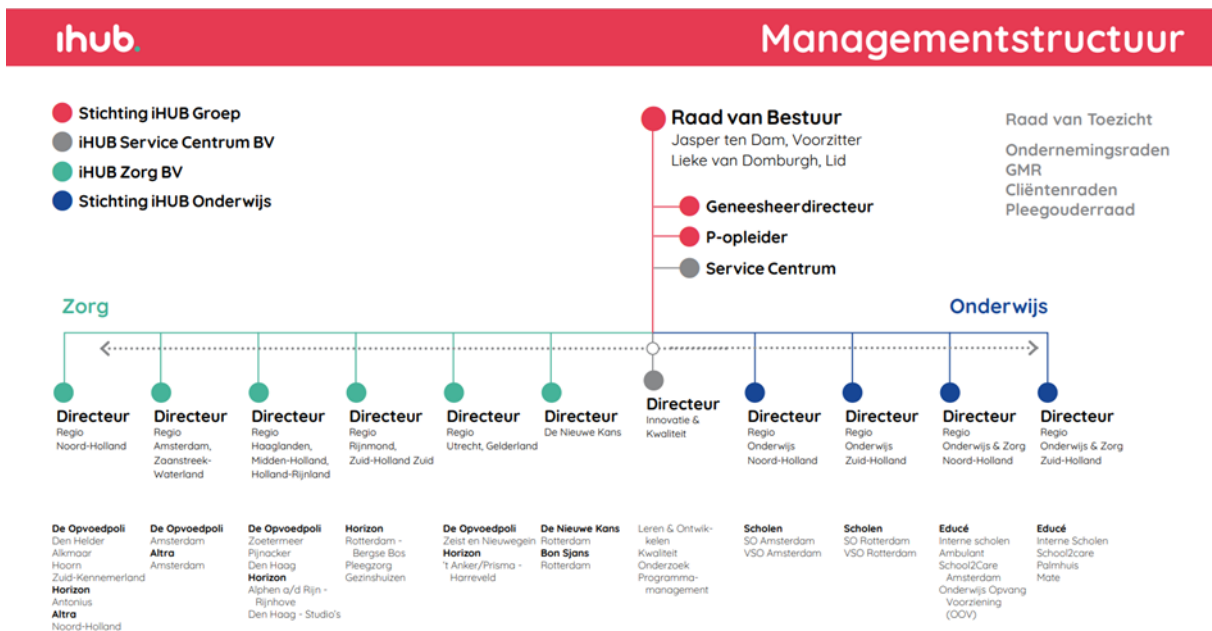 ihub.
Managementstructuur
Stichting iHUB Groep
iHUB Service Centrum BV
iHUB Zorg BV
Stichting iHUB Onderwijs
Raad van Bestuur
Jasper ten Dam, Voorzitter
Lieke van Domburgh, Lid
Geneesheerdirecteur
P-opleider
Service Centrum
Raad van Toezicht
Ondernemingsraden
GMR
Cliëntenraden
Pleegouderraad
Zorg
Onderwijs
Directeur
Regio
Noord-Holland
Directeur
Regio
Amsterdam,
Zaanstreek-
Waterland
Directeur
Regio
Haaglanden,
Midden-Holland,
Holland-Rijnland
Directeur
Regio
Rijnmond,
Zuid-Holland Zuid
Directeur
Regio
Utrecht, Gelderland
Directeur
De Nieuwe Kans
Directeur
Innovatie &
Kwaliteit
Directeur
Regio
Onderwijs
Noord-Holland
Directeur
Regio
Onderwijs
Zuid-Holland
Directeur
Regio
Onderwijs & Zorg
Noord-Holland
Directeur
Regio
Onderwijs & Zorg
Zuid-Holland
De Opvoedpoli
Den Helder
Alkmaar
Hoorn
Zuid-Kennemerland
Horizon
Antonius
Altra
Noord-Holland
De Opvoedpoli
Amsterdam
Altra
Amsterdam
De Opvoedpoli
Zoetermeer
Pijnacker
Den Haag
Horizon
Alphen a/d Rijn -
Rijnhove
Den Haag - Studio's
Horizon
Rotterdam -
Bergse Bos
Pleegzorg
Gezinshuizen
De Opvoedpoli
Zeist en Nieuwegein
Horizon
't Anker/Prisma -
Harreveld
De Nieuwe Kans
Rotterdam
Bon Sjans
Rotterdam
Leren & Ontwik-
kelen
Kwaliteit
Onderzoek
Programma-
management
Scholen
SO Amsterdam
VSO Amsterdam
Scholen
SO Rotterdam
VSO Rotterdam
Educé
Interne scholen
Ambulant
School2Care
Amsterdam
Onderwijs Opvang
Voorziening
(OOV)
Educé
Interne Scholen
School2care
Palmhuis
Mate